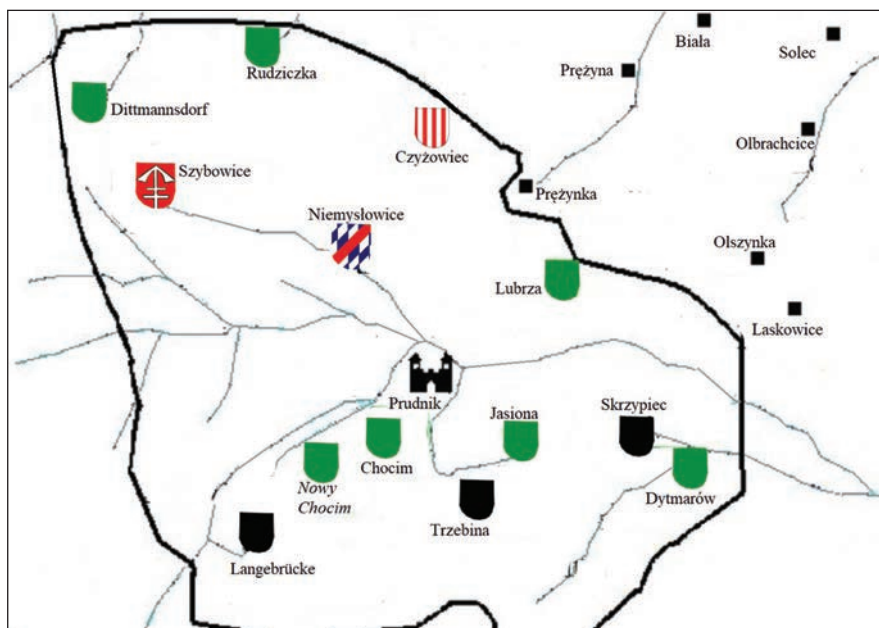 Biała
Solec
Rudziczka
Prężyna
Dittmannsdorf
Olbrachcice
Czyżowiec
Szybowice
Prężynka
Niemysłowice
Olszynka
Lubrza
Laskowice
Prudnik
Jasiona
Skrzypiec
Chocim
Nowy
Chocim
Dytmarów
Trzebina
Langebrücke